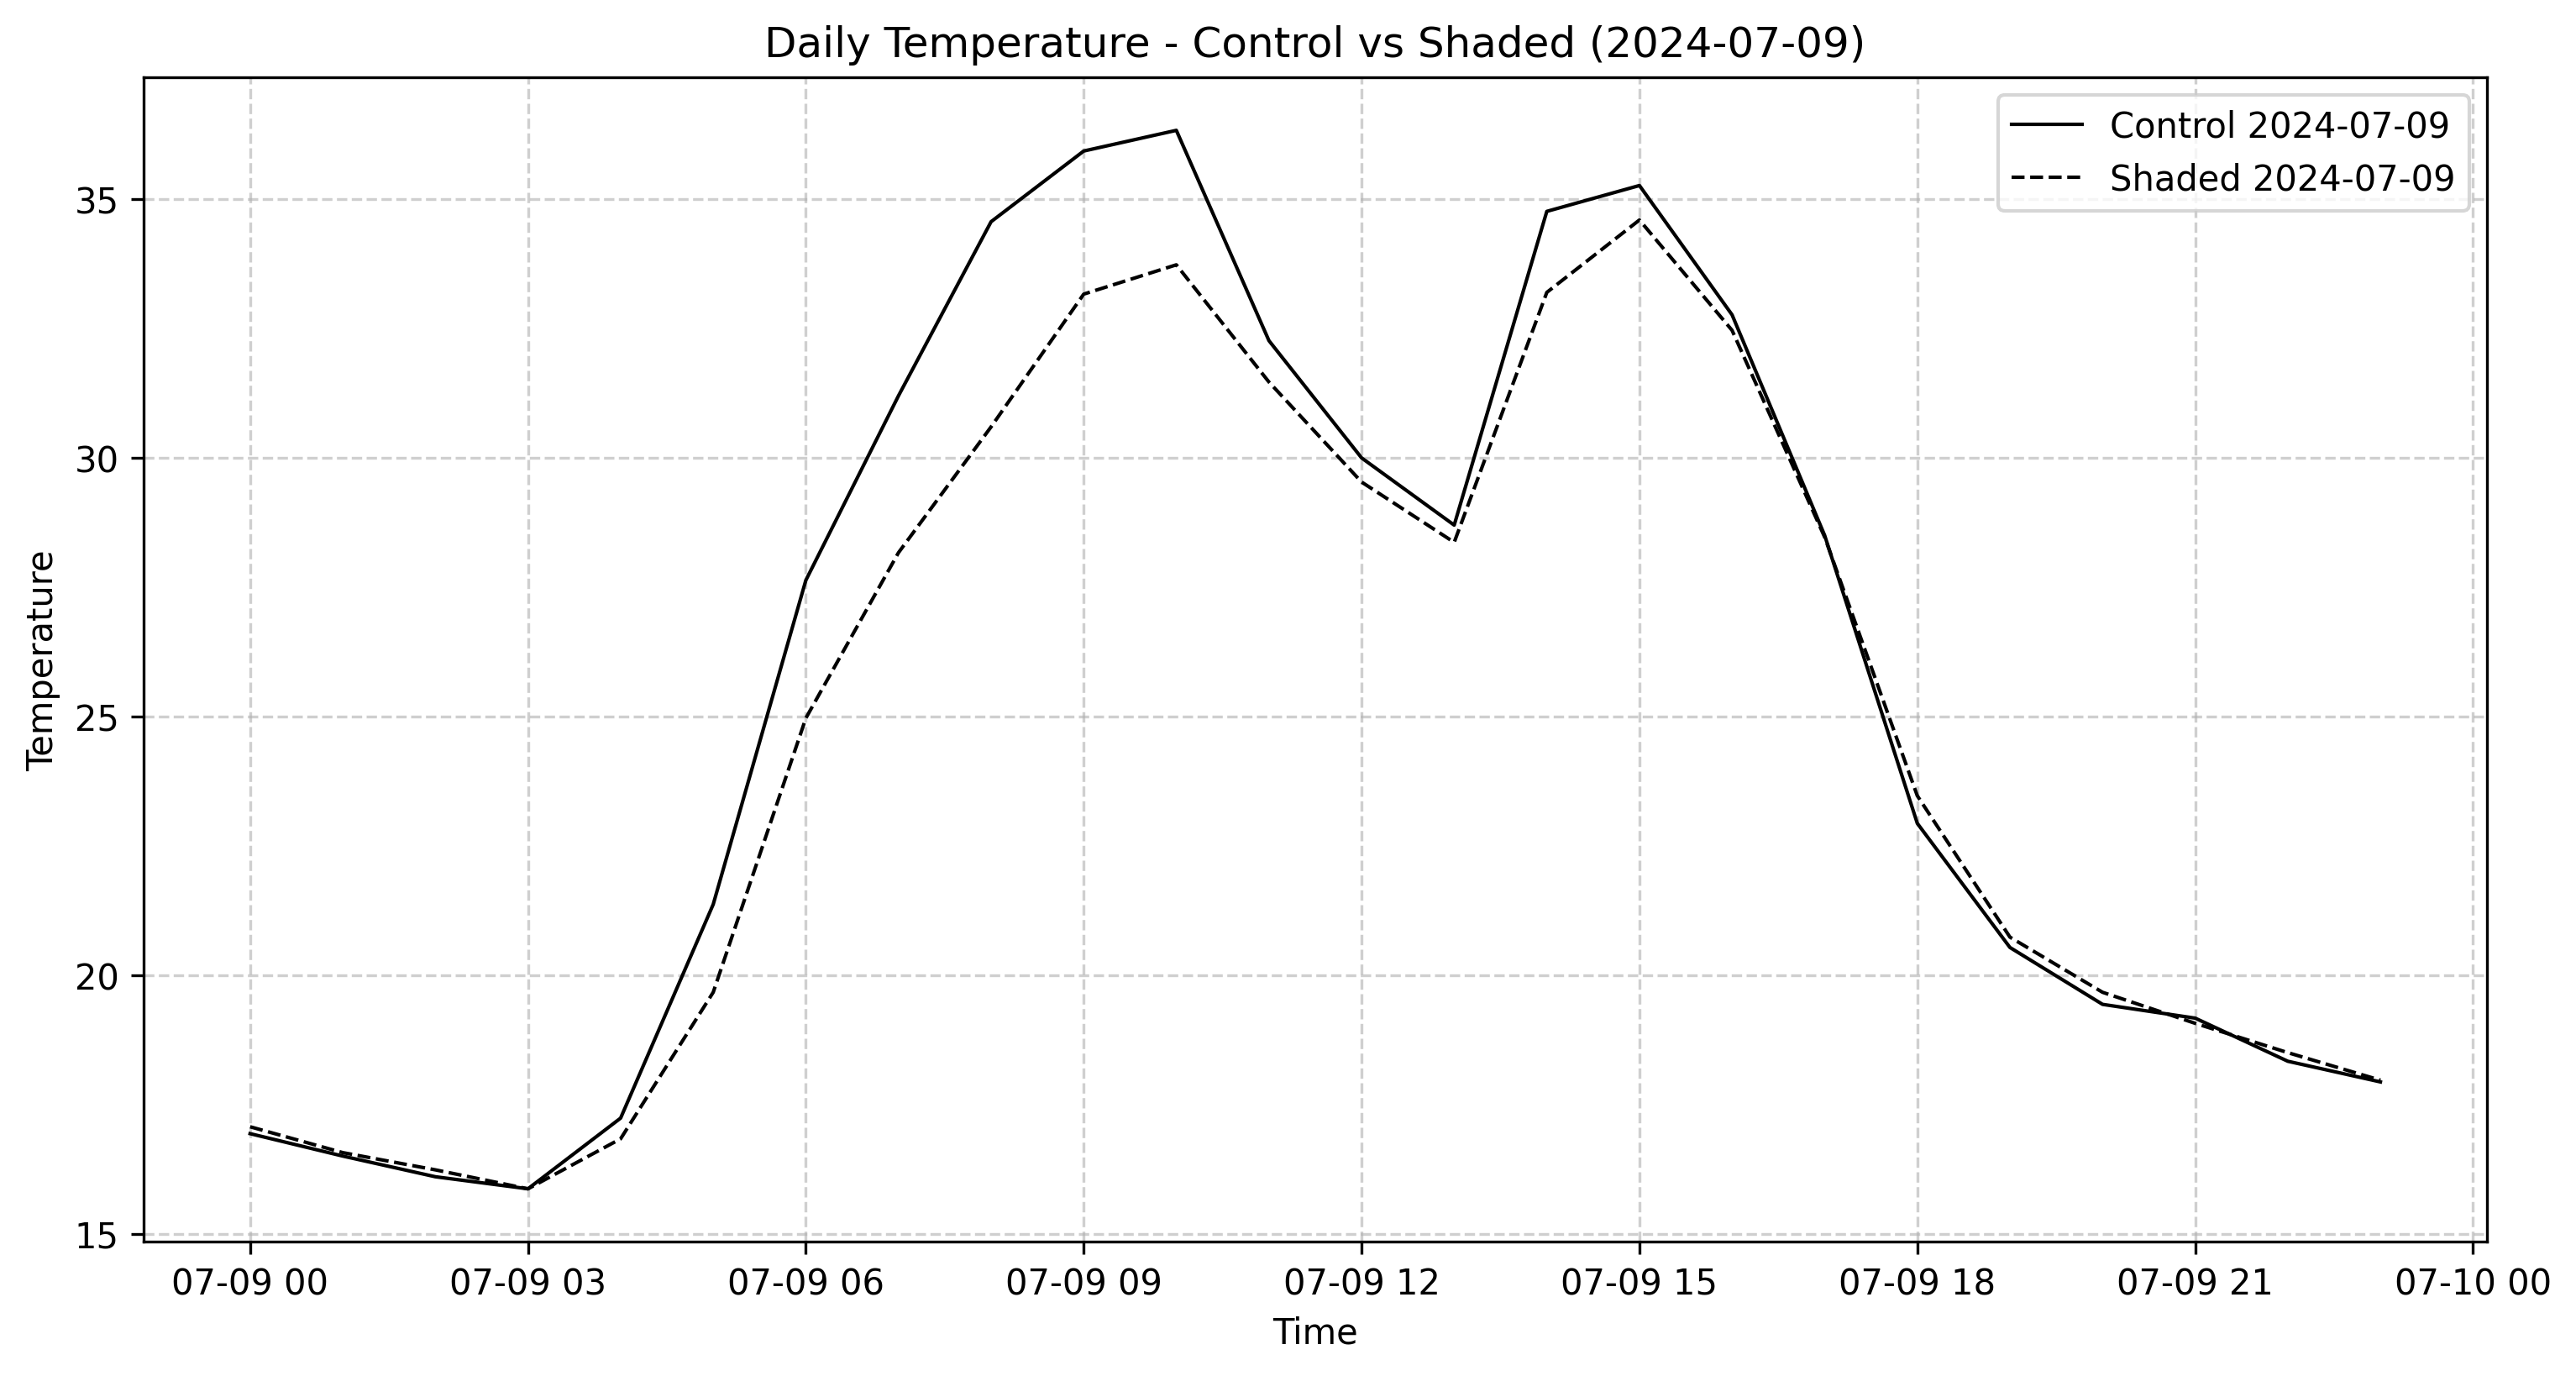 Daily Temperature - Control vs Shaded (2024-07-09)
Control 2024-07-09
Shaded 2024-07-09
Temperature
35
30
25
20
15
07-09 00
07-09 03
07-09 06
07-09 09
07-09 12
07-09 15
07-09 18
07-09 21
07-10 00
Time